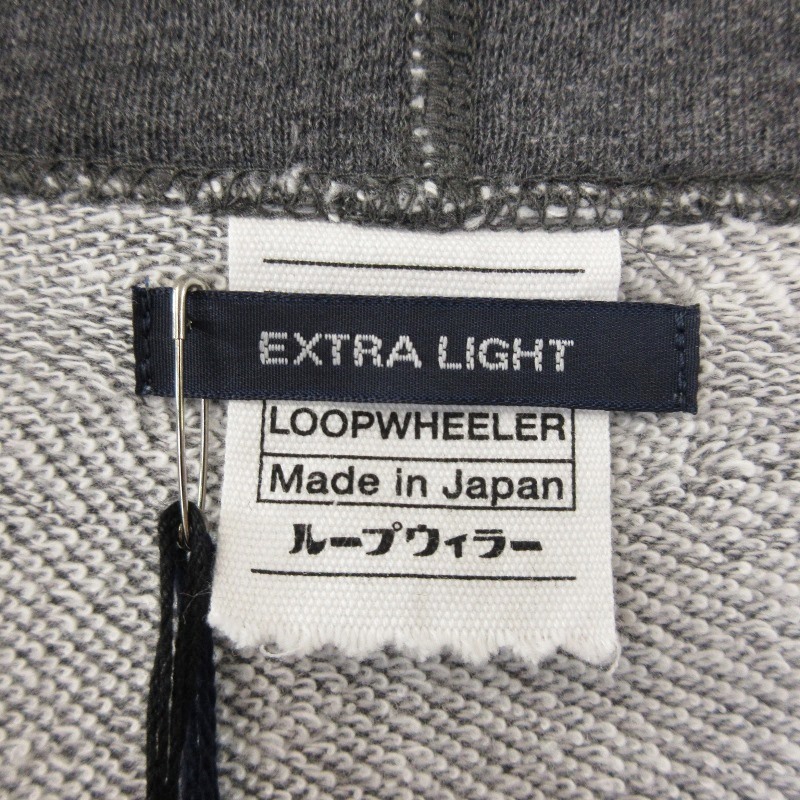 EXTRA LIGHT
LOOPWHEELER
Made in Japan
ループウィラー